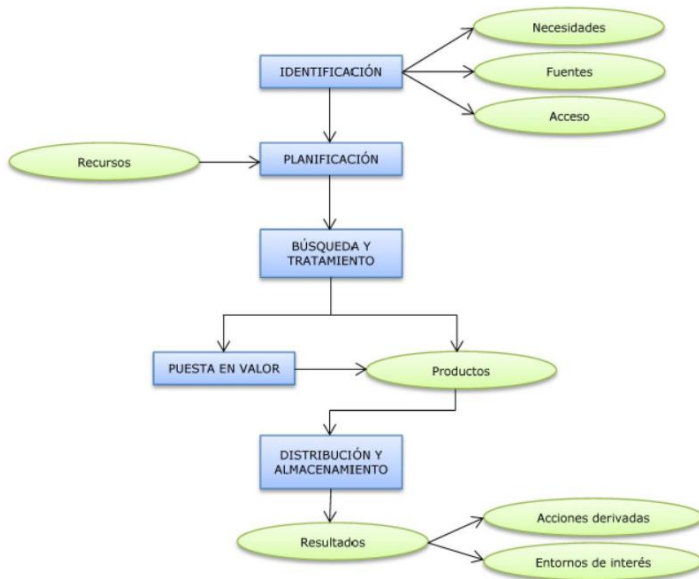 Necesidades
IDENTIFICACIÓN
Fuentes
Acceso
Recursos
PLANIFICACIÓN
BÚSQUEDA Y
TRATAMIENTO
PUESTA EN VALOR
Productos
DISTRIBUCIÓN Y
ALMACENAMIENTO
Acciones derivadas
Resultados
Entornos de interés